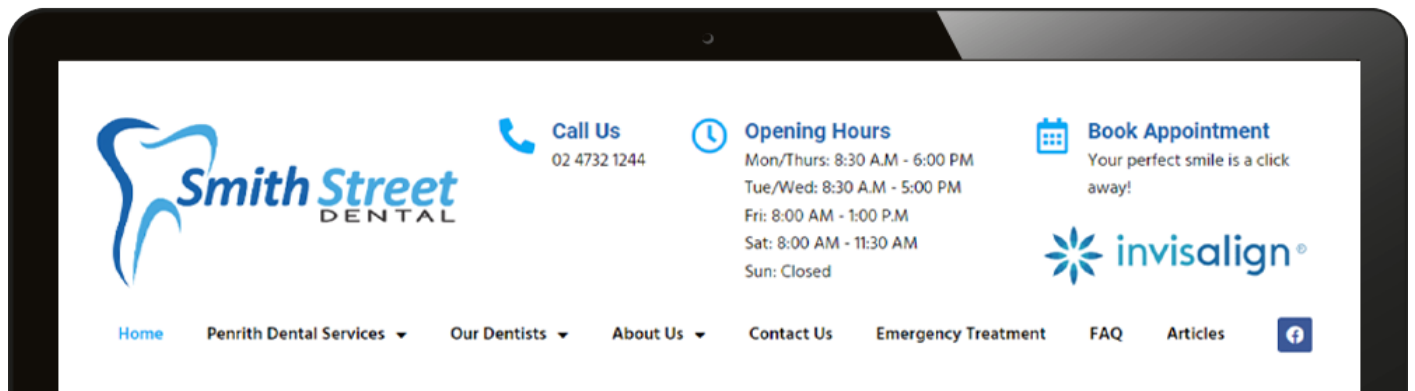 Smith Street
DENTAL
Call Us
02 4732 1244
Opening Hours
Mon/Thurs: 8:30 A.M - 6:00 PM
Tue/Wed: 8:30 A.M - 5:00 PM
Fri: 8:00 AM - 1:00 P.M
Sat: 8:00 AM - 11:30 AM
Sun: Closed
Book Appointment
Your perfect smile is a click
away!
invisalign®
Home Penrith Dental Services Our Dentists About Us Contact Us Emergency Treatment FAQ Articles